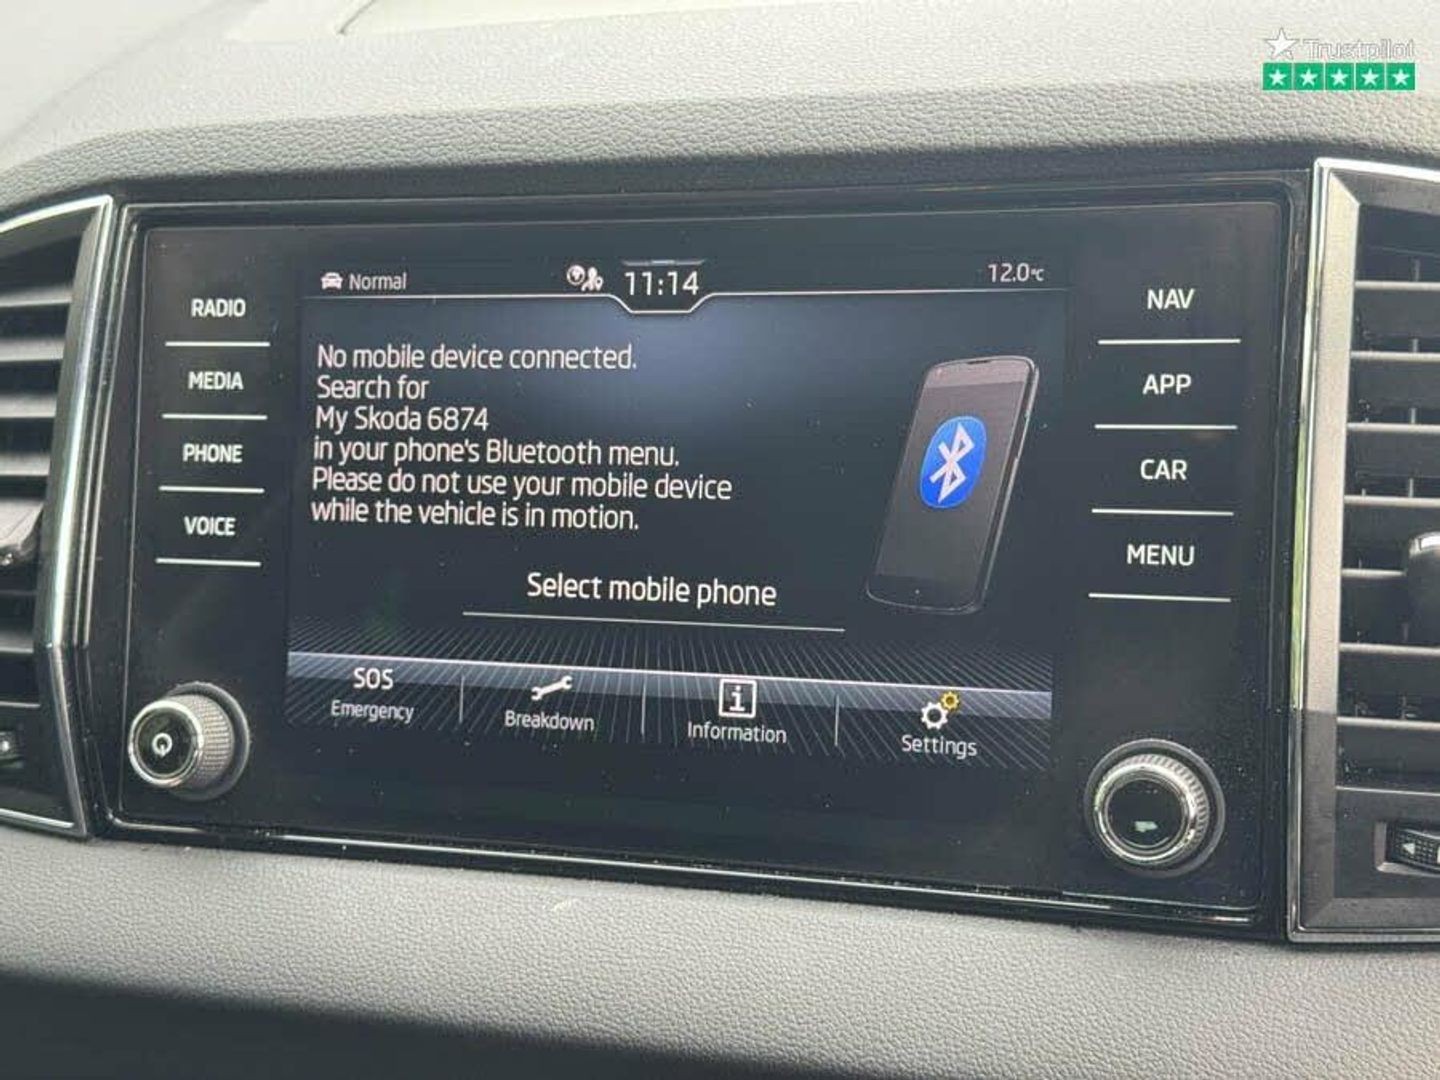 Trustpilot
Normal
11:14
12.0°C
RADIO
MEDIA
PHONE
VOICE
No mobile device connected.
Search for
My Skoda 6874
in your phone's Bluetooth menu.
Please do not use your mobile device
while the vehicle is in motion.
Select mobile phone
SOS
Emergency
Breakdown
Information
Settings
NAV
APP
CAR
MENU